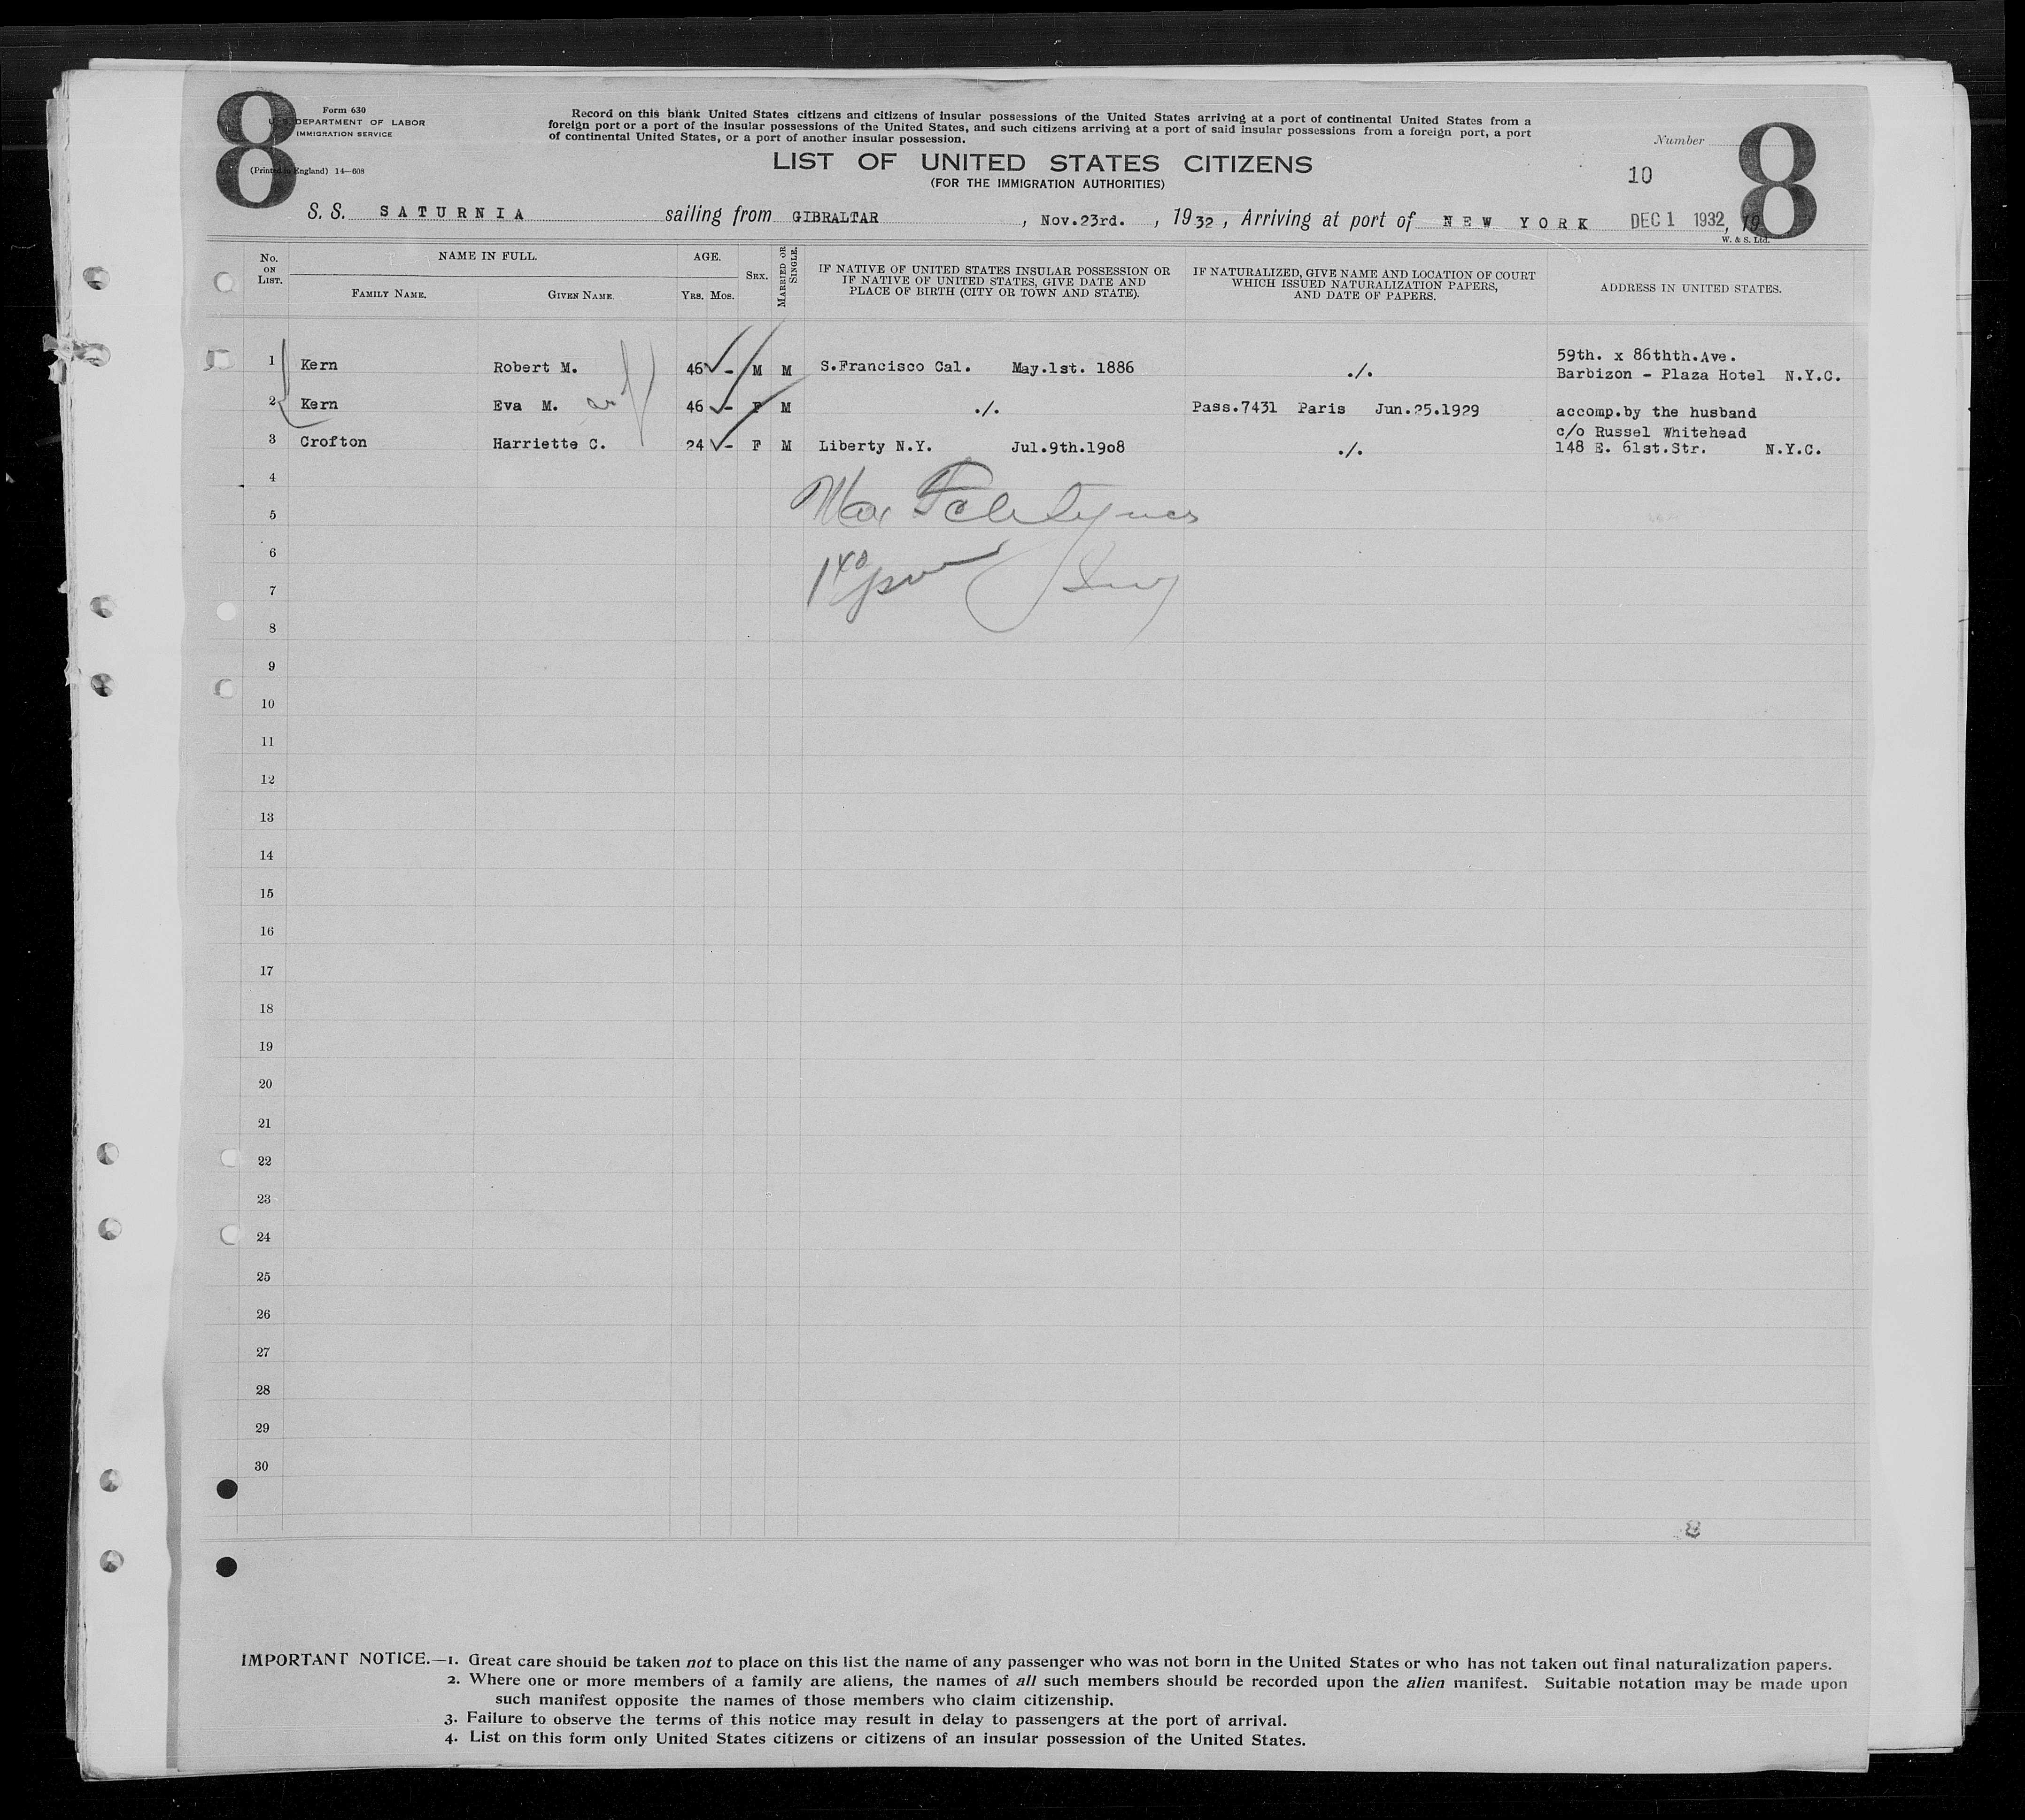 8
Form 630
U.S. DEPARTMENT OF LABOR
IMMIGRATION SERVICE
(Printed in England) 14—608
Record on this blank United States citizens and citizens of insular possessions of the United States arriving at a port of continental United States from a
foreign port or a port of the insular possessions of the United States, and such citizens arriving at a port of said insular possessions from a foreign port, a port
of continental United States, or a port of another insular possession.
LIST OF UNITED STATES CITIZENS
(FOR THE IMMIGRATION AUTHORITIES)
Number
10
8
S. S. SATURNIA sailing from GIBRALTAR, Nov.23rd., 1932, Arriving at port of NEW YORK DEC 1 1932, 19
W. & S. Ltd.
No. ON LIST.
NAME IN FULL.
FAMILY NAME.
GIVEN NAME.
AGE.
YRS. MOS.
SEX.
MARRIED OR SINGLE.
IF NATIVE OF UNITED STATES INSULAR POSSESSION OR
IF NATIVE OF UNITED STATES, GIVE DATE AND
PLACE OF BIRTH (CITY OR TOWN AND STATE).
IF NATURALIZED, GIVE NAME AND LOCATION OF COURT
WHICH ISSUED NATURALIZATION PAPERS,
AND DATE OF PAPERS.
ADDRESS IN UNITED STATES.
1 Kern Robert M. 46 - M M S.Francisco Cal. May.1st. 1886 ./. 59th. x 86thth.Ave.
Barbizon - Plaza Hotel N.Y.C.
2 Kern Eva M. 46 - F M ./. Pass.7431 Paris Jun.25.1929 accomp.by the husband
3 Crofton Harriette C. 24 - F M Liberty N.Y. Jul.9th.1908 ./. c/o Russel Whitehead
148 E. 61st.Str. N.Y.C.
4
5
6
7
8
9
10
11
12
13
14
15
16
17
18
19
20
21
22
23
24
25
26
27
28
29
30
8
IMPORTANT NOTICE.—1. Great care should be taken not to place on this list the name of any passenger who was not born in the United States or who has not taken out final naturalization papers.
2. Where one or more members of a family are aliens, the names of all such members should be recorded upon the alien manifest. Suitable notation may be made upon
such manifest opposite the names of those members who claim citizenship.
3. Failure to observe the terms of this notice may result in delay to passengers at the port of arrival.
4. List on this form only United States citizens or citizens of an insular possession of the United States.